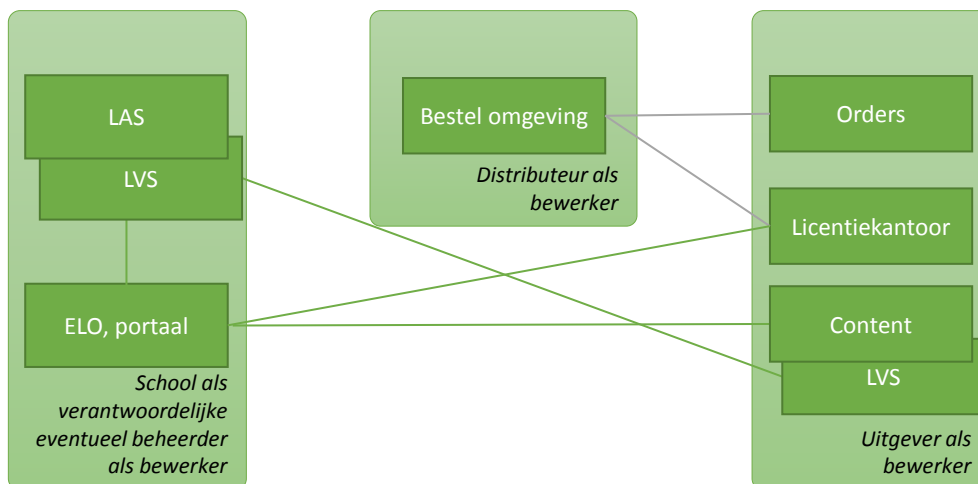 LAS
LVS
ELO, portaal
School als
verantwoordelijke
eventueel beheerder
als bewerker
Bestel omgeving
Distributeur als
bewerker
Orders
Licentiekantoor
Content
LVS
Uitgever als
bewerker